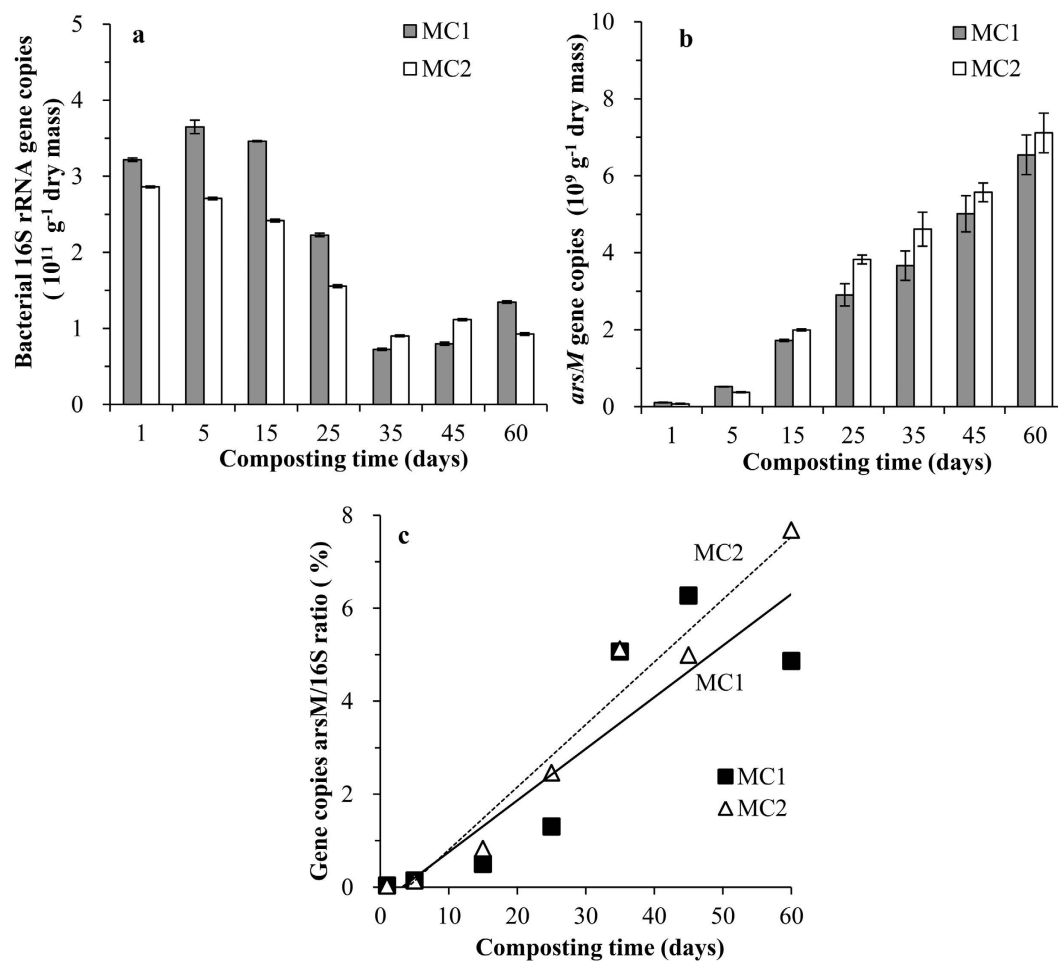 a
MC1
MC2
Bacterial 16S rRNA gene copies
( 10¹¹ g⁻¹ dry mass)
5
4
3
2
1
0
1 5 15 25 35 45 60
Composting time (days)
b
MC1
MC2
arsM gene copies (10⁹ g⁻¹ dry mass)
10
8
6
4
2
0
1 5 15 25 35 45 60
Composting time (days)
c
Gene copies arsM/16S ratio ( %)
8
6
4
2
0
MC2
MC1
MC1
MC2
0 10 20 30 40 50 60
Composting time (days)